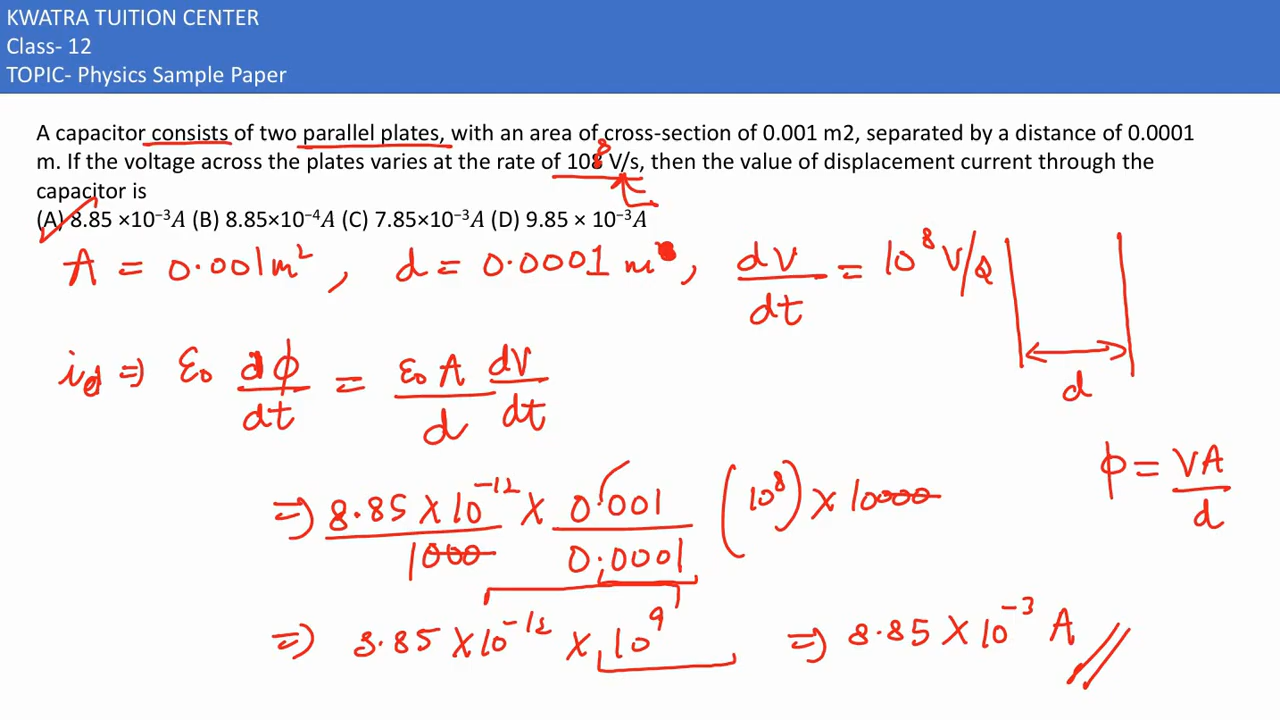 KWATRA TUITION CENTER
Class- 12
TOPIC- Physics Sample Paper
A capacitor consists of two parallel plates, with an area of cross-section of 0.001 m2, separated by a distance of 0.0001
m. If the voltage across the plates varies at the rate of 108 V/s, then the value of displacement current through the
capacitor is
(A) 8.85 ×10⁻³A (B) 8.85×10⁻⁴A (C) 7.85×10⁻³A (D) 9.85 × 10⁻³A
A = 0.001m², d = 0.0001 m, dV/dt = 10⁸ V/s
i_d ⇒ ε₀ dϕ/dt = ε₀ A/d dV/dt
d
ϕ = VA/d
⇒ 8.85 × 10⁻¹²/1000 × 0.001/0.0001 (10⁸) × 10000
⇒ 8.85 × 10⁻¹² × 10⁹ ⇒ 8.85 × 10⁻³ A